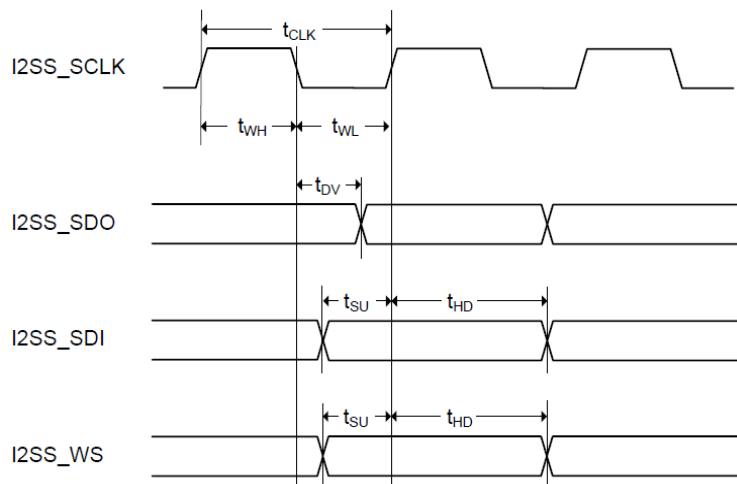 tCLK
I2SS_SCLK
tWH tWL
tDV
I2SS_SDO
tSU tHD
I2SS_SDI
tSU tHD
I2SS_WS